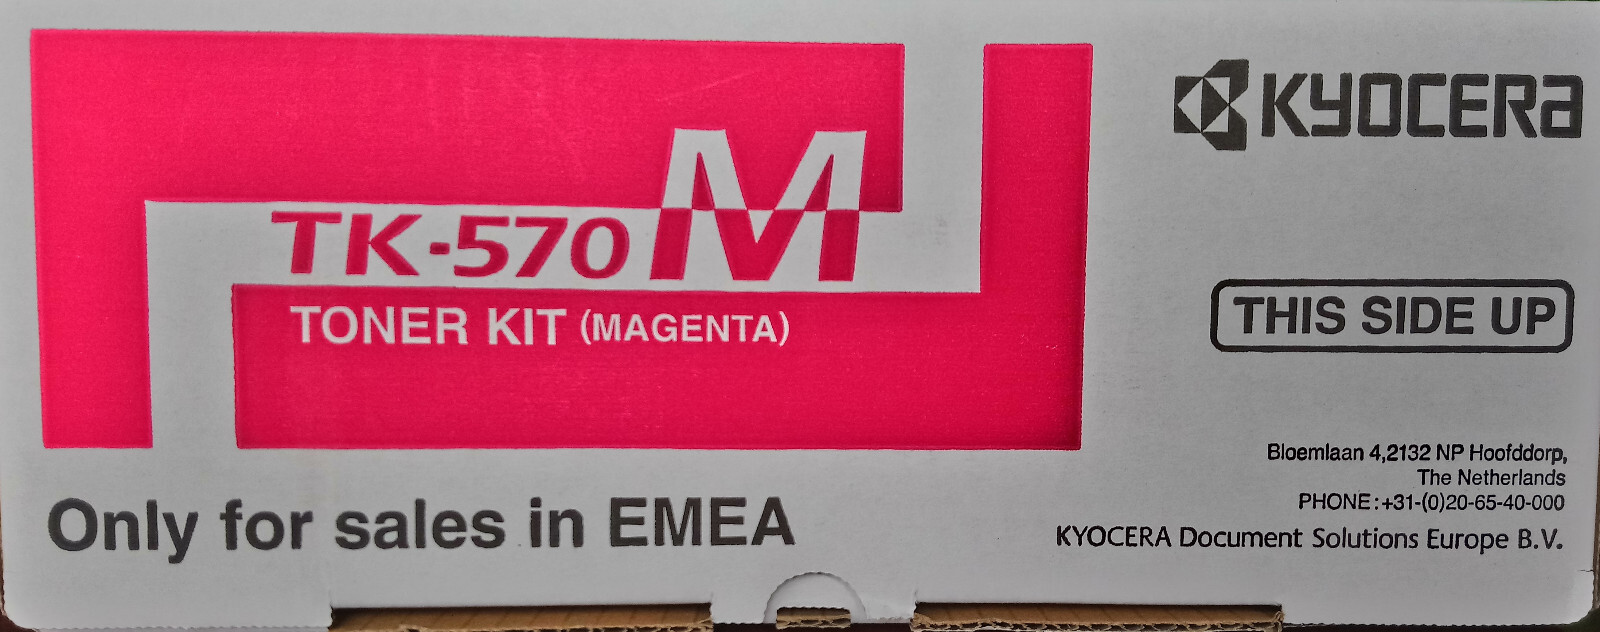 TK-570 M
TONER KIT (MAGENTA)
Only for sales in EMEA
KYOCERA
THIS SIDE UP
Bloemlaan 4,2132 NP Hoofddorp,
The Netherlands
PHONE:+31-(0)20-65-40-000
KYOCERA Document Solutions Europe B.V.